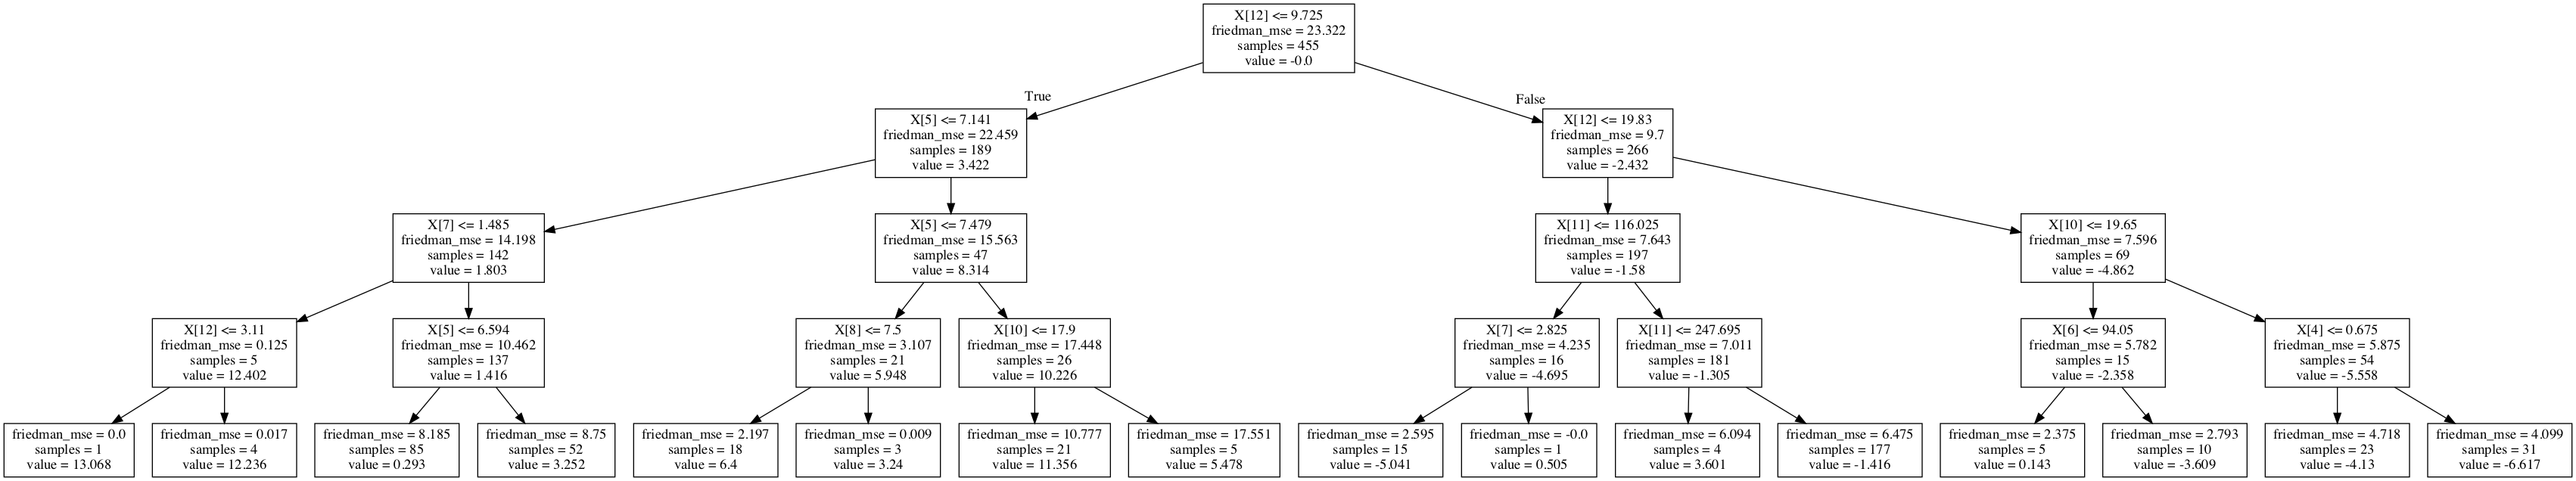 X[12] <= 9.725
friedman_mse = 23.322
samples = 455
value = -0.0
True
False
X[5] <= 7.141
friedman_mse = 22.459
samples = 189
value = 3.422
X[12] <= 19.83
friedman_mse = 9.7
samples = 266
value = -2.432
X[7] <= 1.485
friedman_mse = 14.198
samples = 142
value = 1.803
X[5] <= 7.479
friedman_mse = 15.563
samples = 47
value = 8.314
X[11] <= 116.025
friedman_mse = 7.643
samples = 197
value = -1.58
X[10] <= 19.65
friedman_mse = 7.596
samples = 69
value = -4.862
X[12] <= 3.11
friedman_mse = 0.125
samples = 5
value = 12.402
X[5] <= 6.594
friedman_mse = 10.462
samples = 137
value = 1.416
X[8] <= 7.5
friedman_mse = 3.107
samples = 21
value = 5.948
X[10] <= 17.9
friedman_mse = 17.448
samples = 26
value = 10.226
X[7] <= 2.825
friedman_mse = 4.235
samples = 16
value = -4.695
X[11] <= 247.695
friedman_mse = 7.011
samples = 181
value = -1.305
X[6] <= 94.05
friedman_mse = 5.782
samples = 15
value = -2.358
X[4] <= 0.675
friedman_mse = 5.875
samples = 54
value = -5.558
friedman_mse = 0.0
samples = 1
value = 13.068
friedman_mse = 0.017
samples = 4
value = 12.236
friedman_mse = 8.185
samples = 85
value = 0.293
friedman_mse = 8.75
samples = 52
value = 3.252
friedman_mse = 2.197
samples = 18
value = 6.4
friedman_mse = 0.009
samples = 3
value = 3.24
friedman_mse = 10.777
samples = 21
value = 11.356
friedman_mse = 17.551
samples = 5
value = 5.478
friedman_mse = 2.595
samples = 15
value = -5.041
friedman_mse = -0.0
samples = 1
value = 0.505
friedman_mse = 6.094
samples = 4
value = 3.601
friedman_mse = 6.475
samples = 177
value = -1.416
friedman_mse = 2.375
samples = 5
value = 0.143
friedman_mse = 2.793
samples = 10
value = -3.609
friedman_mse = 4.718
samples = 23
value = -4.13
friedman_mse = 4.099
samples = 31
value = -6.617